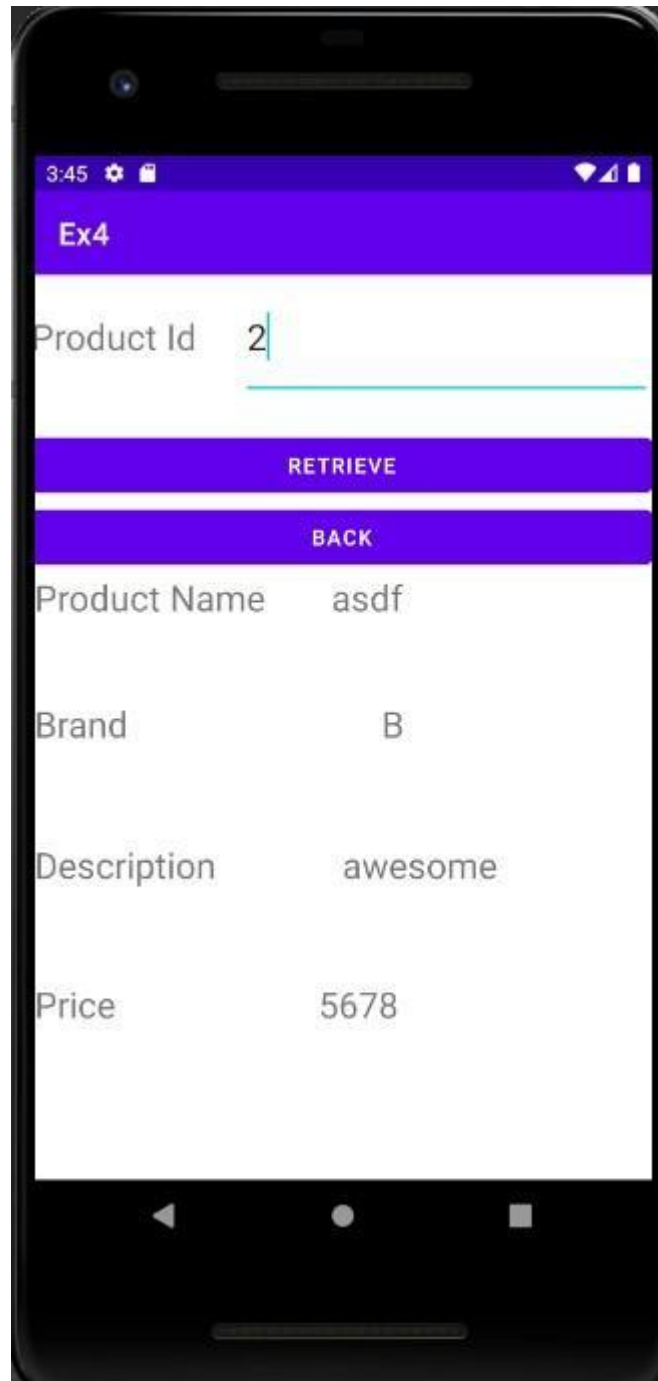 3:45
Ex4
Product Id 2
RETRIEVE
BACK
Product Name asdf
Brand B
Description awesome
Price 5678